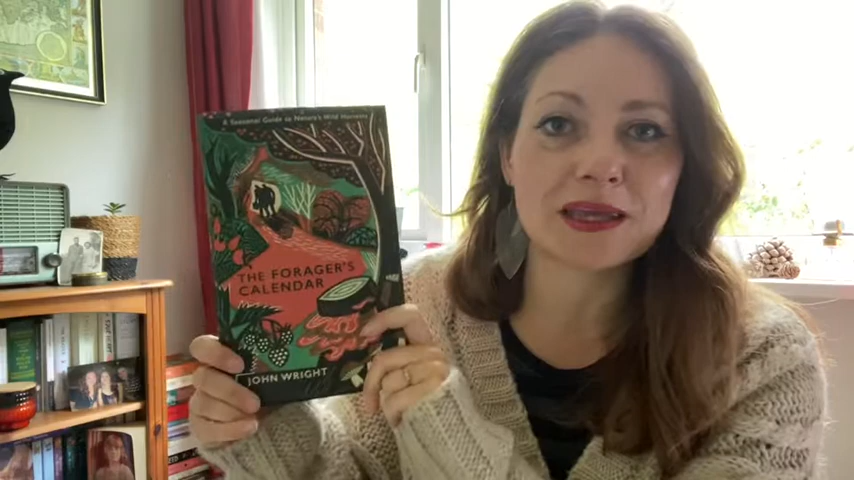 A Seasonal Guide to Nature's Wild Harvests
THE FORAGER'S
CALENDAR
JOHN WRIGHT